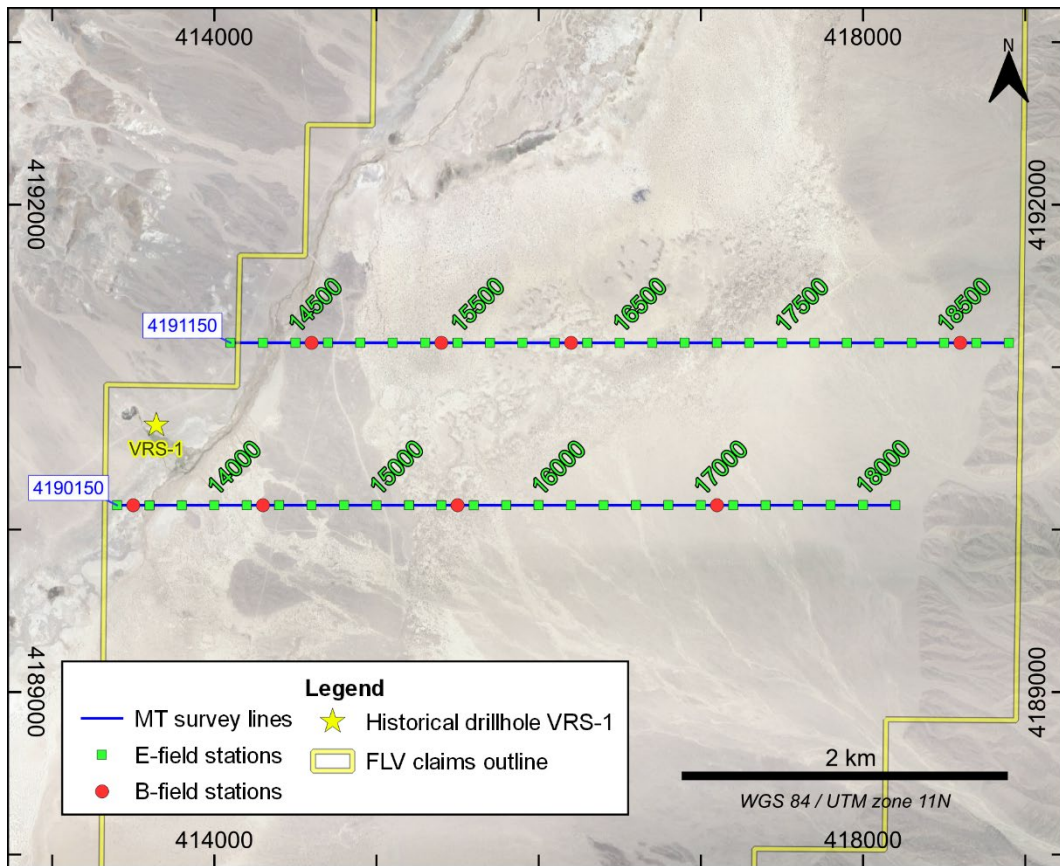 414000
418000
N
4192000
4192000
14500
15500
16500
17500
18500
4191150
VRS-1
14000
15000
16000
17000
18000
4190150
4189000
4189000
Legend
MT survey lines
Historical drillhole VRS-1
E-field stations
FLV claims outline
B-field stations
2 km
WGS 84 / UTM zone 11N
414000
418000